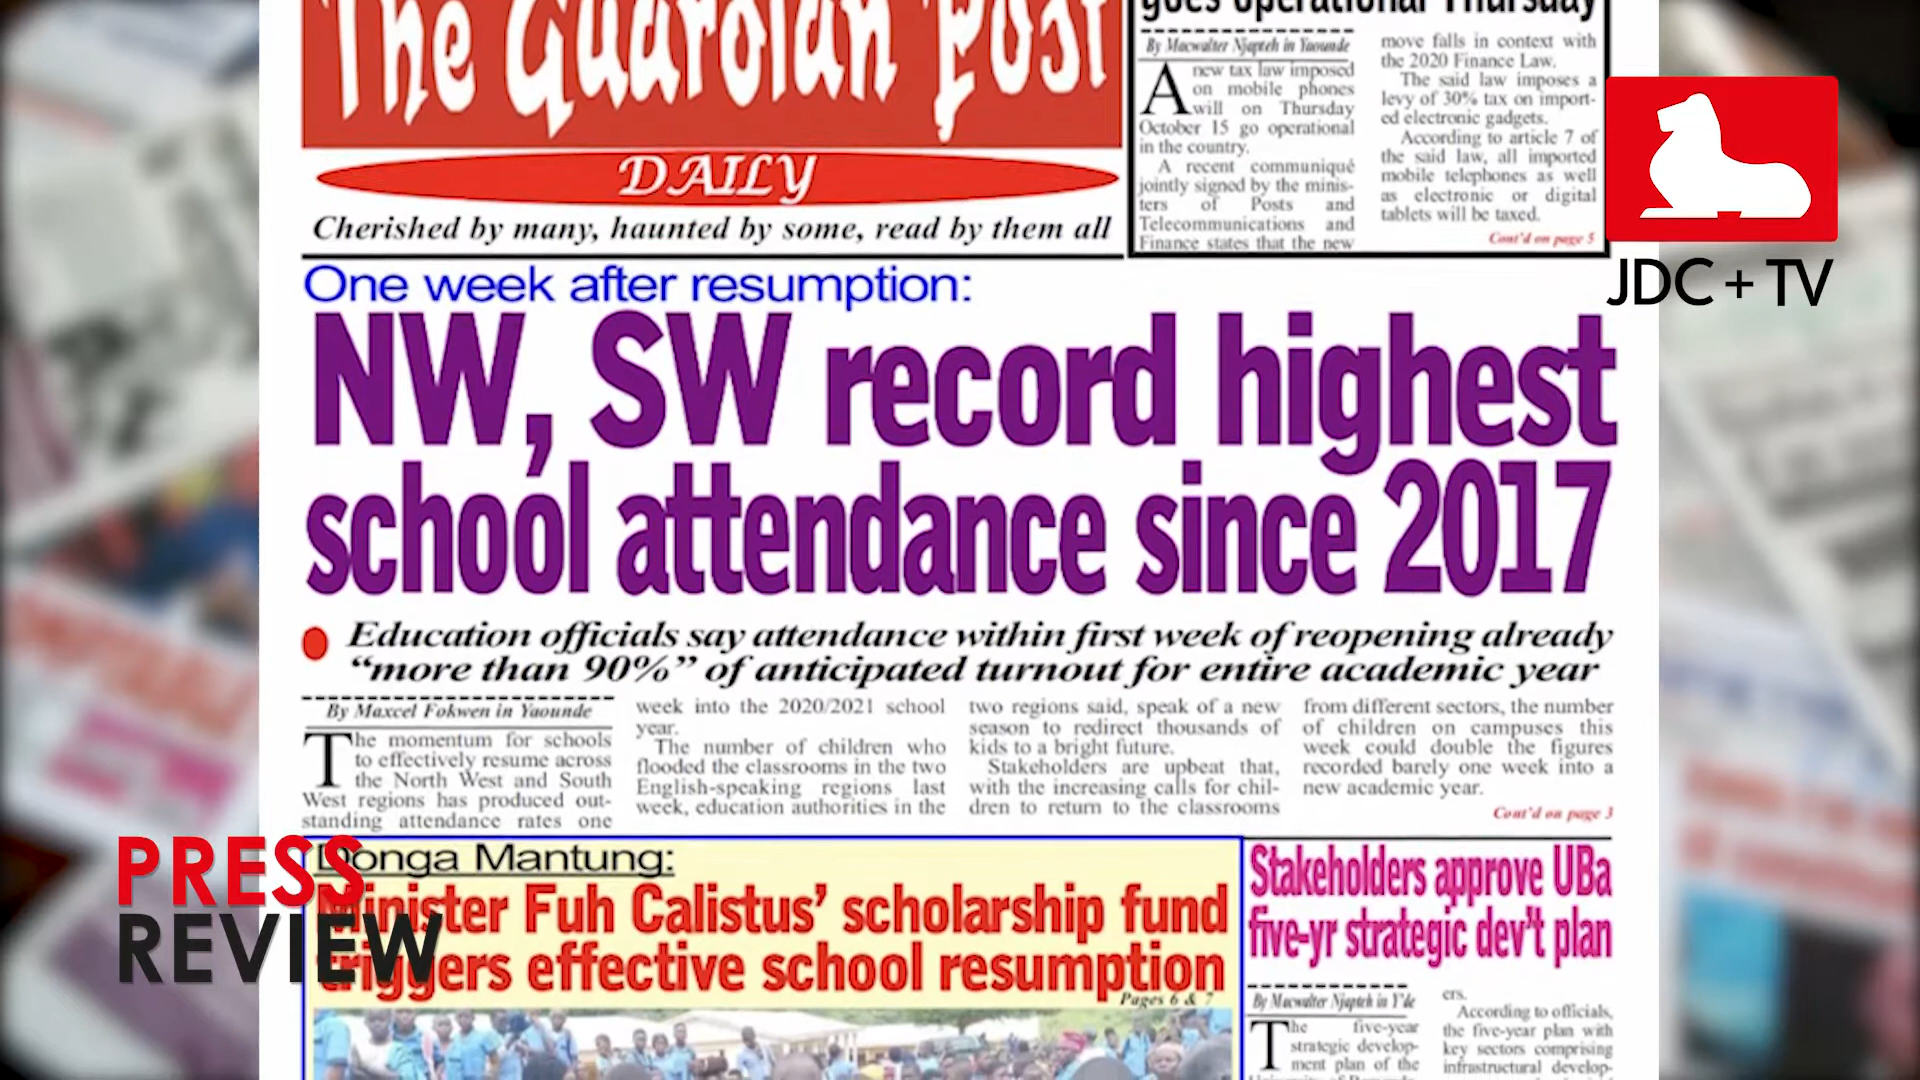 The Guardian Post
DAILY
Cherished by many, haunted by some, read by them all
goes operational Thursday
By Macwalter Njapteh in Yaounde
A new tax law imposed
on mobile phones
will on Thursday
October 15 go operational
in the country.
A recent communiqué
jointly signed by the minis-
ters of Posts and
Telecommunications and
Finance states that the new
move falls in context with
the 2020 Finance Law.
The said law imposes a
levy of 30% tax on import-
ed electronic gadgets.
According to article 7 of
the said law, all imported
mobile telephones as well
as electronic or digital
tablets will be taxed.
Cont'd on page 5
JDC + TV
One week after resumption:
NW, SW record highest
school attendance since 2017
Education officials say attendance within first week of reopening already
“more than 90%” of anticipated turnout for entire academic year
By Maxcel Fokwen in Yaounde
The momentum for schools
to effectively resume across
the North West and South
West regions has produced out-
standing attendance rates one
week into the 2020/2021 school
year.
The number of children who
flooded the classrooms in the two
English-speaking regions last
week, education authorities in the
two regions said, speak of a new
season to redirect thousands of
kids to a bright future.
Stakeholders are upbeat that,
with the increasing calls for chil-
dren to return to the classrooms
from different sectors, the number
of children on campuses this
week could double the figures
recorded barely one week into a
new academic year.
Cont'd on page 3
Donga Mantung:
Minister Fuh Calistus’ scholarship fund
triggers effective school resumption
Pages 6 & 7
Stakeholders approve UBa
five-yr strategic dev't plan
By Macwalter Njapteh in Y'de
The five-year
strategic develop-
ment plan of the
ers.
According to officials,
the five-year plan with
key sectors comprising
infrastructural develop-
PRESS
REVIEW